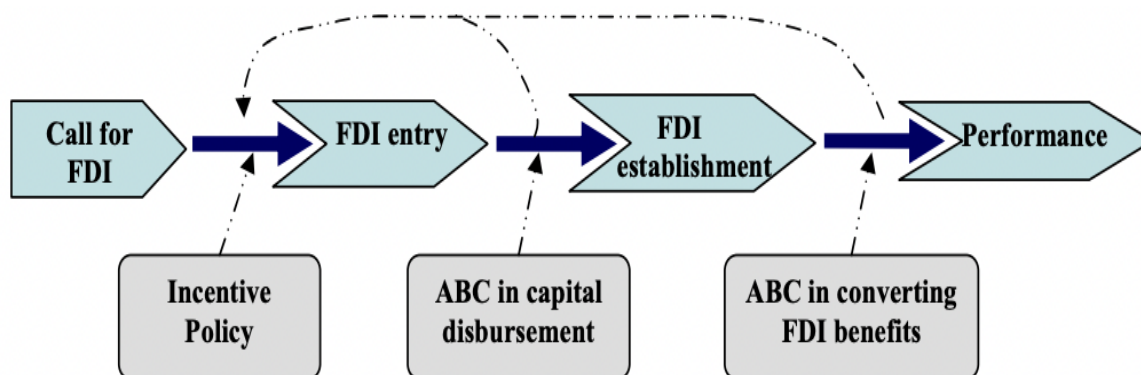 Call for
FDI
FDI entry
FDI
establishment
Performance
Incentive
Policy
ABC in capital
disbursement
ABC in converting
FDI benefits